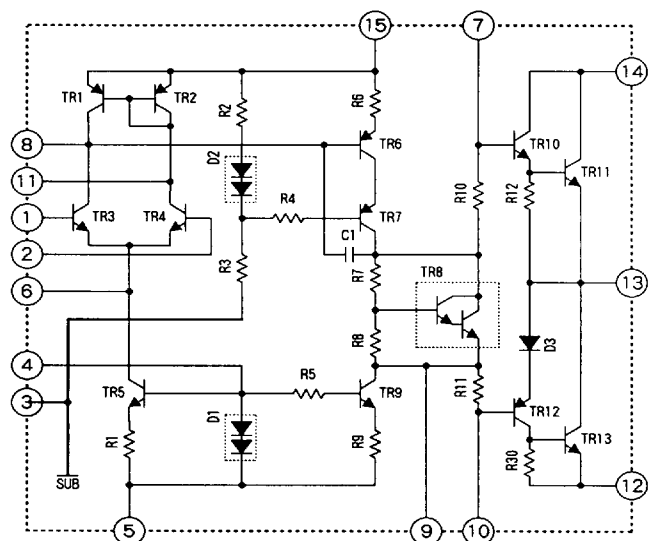 15 7
14
TR1 TR2 R2 R6
8 TR6 TR10 TR11
D2 R12
11
R4 TR7 R10
1 TR3 TR4
2 C1
R3 R7 TR8 13
6
D3
R8
4
R5 R11
3 TR5 TR9 TR12
D1 TR13
R1 R9 R30
SUB 12
5 9 10